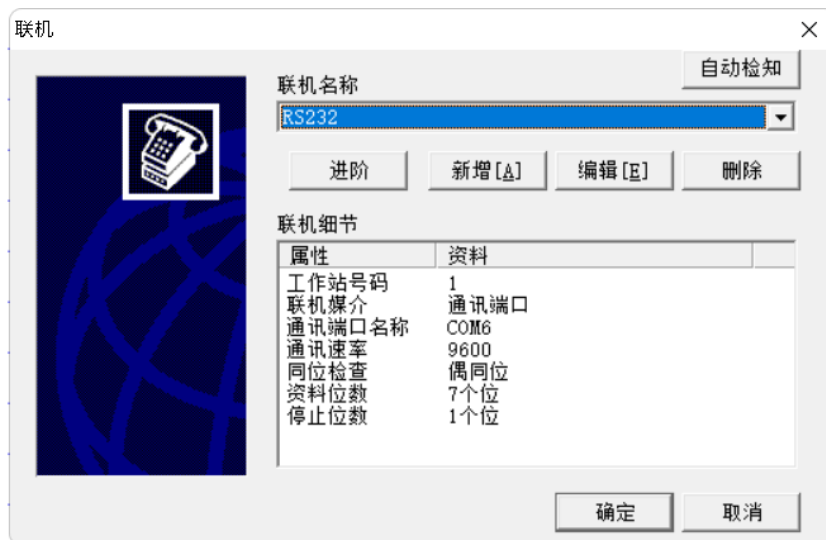 联机
自动检知
联机名称
RS232
进阶 新增[A] 编辑[E] 删除
联机细节
属性 资料
工作站号码 1
联机媒介 通讯端口
通讯端口名称 COM6
通讯速率 9600
同位检查 偶同位
资料位数 7个位
停止位数 1个位
确定 取消